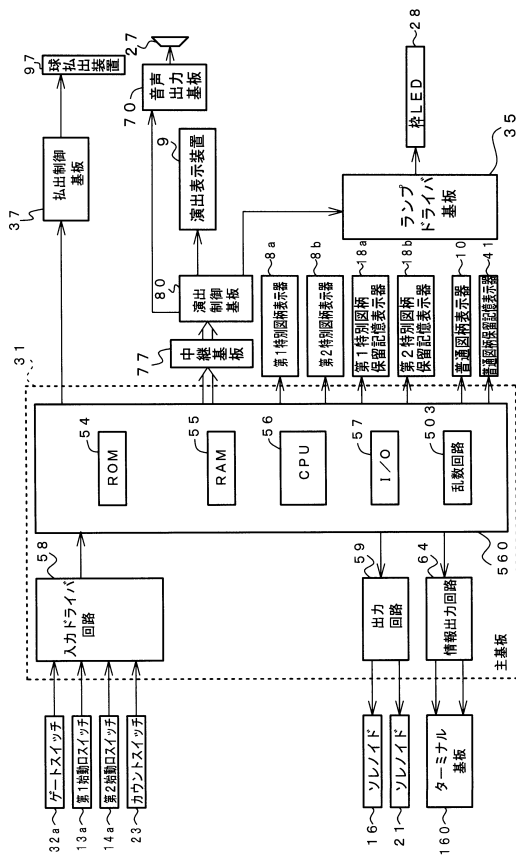 31
主基板
560
ROM
54
RAM
55
CPU
56
I/O
57
乱数回路
503
入力ドライバ
回路
58
32a
ゲートスイッチ
13a
第1始動口スイッチ
14a
第2始動口スイッチ
23
カウントスイッチ
出力
回路
59
情報出力回路
64
16
ソレノイド
21
ソレノイド
160
ターミナル
基板
37
払出制御
基板
97
球払出装置
77
中継基板
80
演出
制御
基板
9
演出表示装置
70
音声
出力
基板
27
35
ランプ
ドライバ
基板
28
枠LED
第1特別図柄表示器
8a
第2特別図柄表示器
8b
第1特別図柄
保留記憶表示器
18a
第2特別図柄
保留記憶表示器
18b
普通図柄表示器
10
普通図柄保留記憶表示器
41